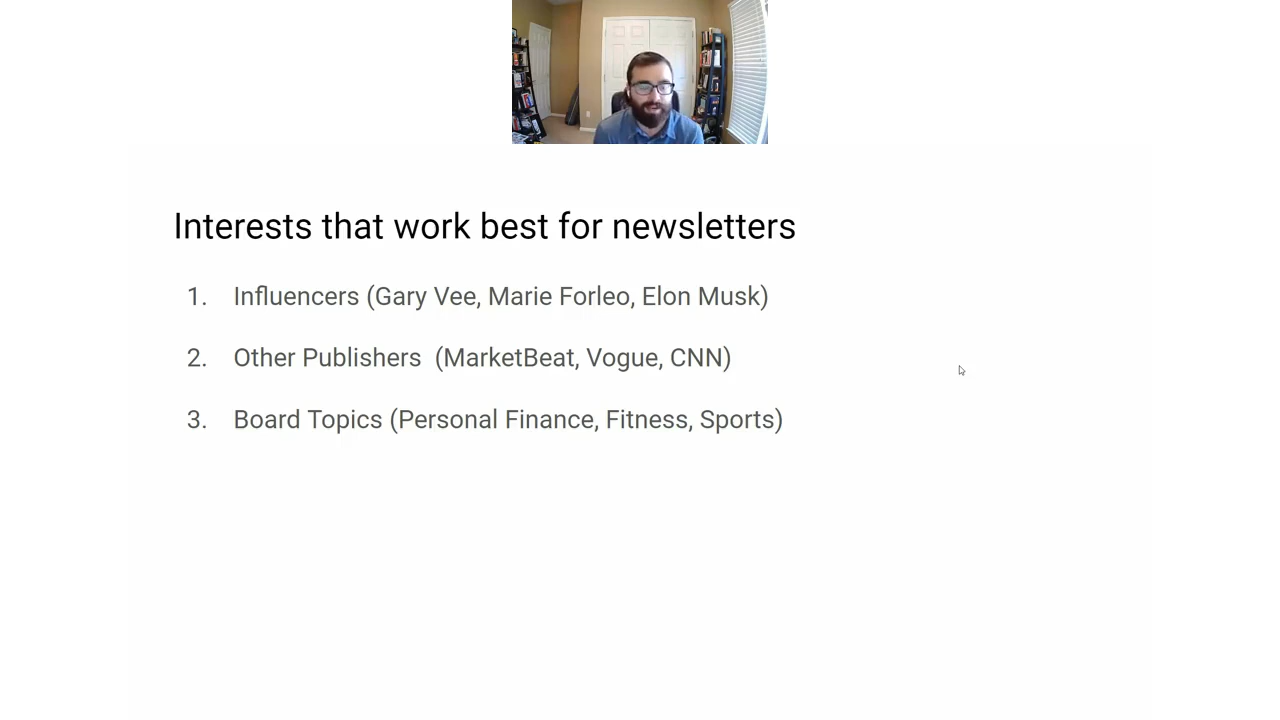 Interests that work best for newsletters
1. Influencers (Gary Vee, Marie Forleo, Elon Musk)
2. Other Publishers (MarketBeat, Vogue, CNN)
3. Board Topics (Personal Finance, Fitness, Sports)